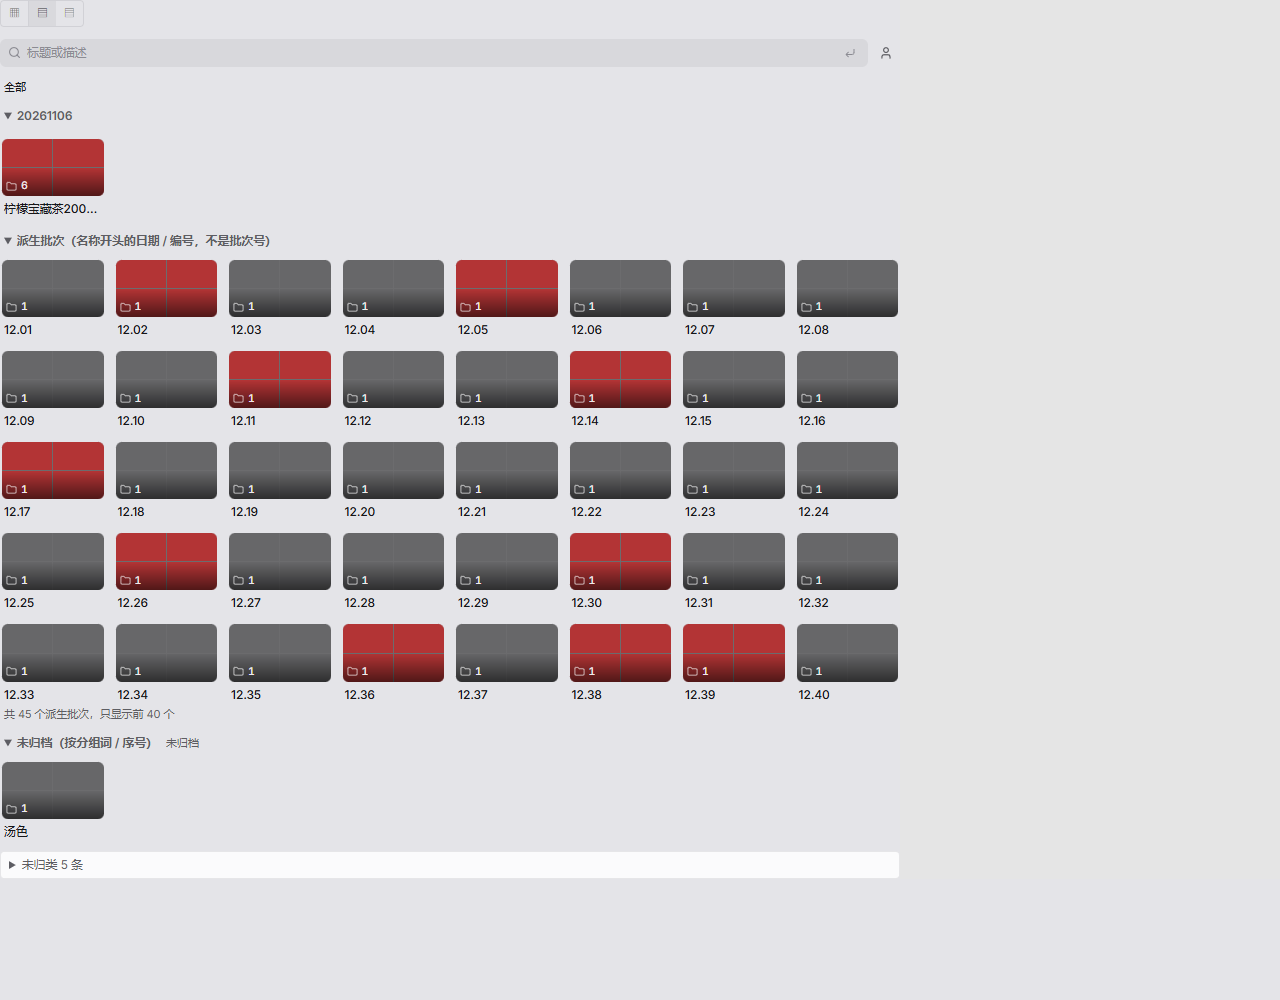 标题或描述
全部
20261106
6
柠檬宝藏茶200...
派生批次（名称开头的日期 / 编号，不是批次号）
1 1 1 1 1 1 1 1
12.01 12.02 12.03 12.04 12.05 12.06 12.07 12.08
1 1 1 1 1 1 1 1
12.09 12.10 12.11 12.12 12.13 12.14 12.15 12.16
1 1 1 1 1 1 1 1
12.17 12.18 12.19 12.20 12.21 12.22 12.23 12.24
1 1 1 1 1 1 1 1
12.25 12.26 12.27 12.28 12.29 12.30 12.31 12.32
1 1 1 1 1 1 1 1
12.33 12.34 12.35 12.36 12.37 12.38 12.39 12.40
共 45 个派生批次，只显示前 40 个
未归档（按分组词 / 序号） 未归档
1
汤色
未归类 5 条